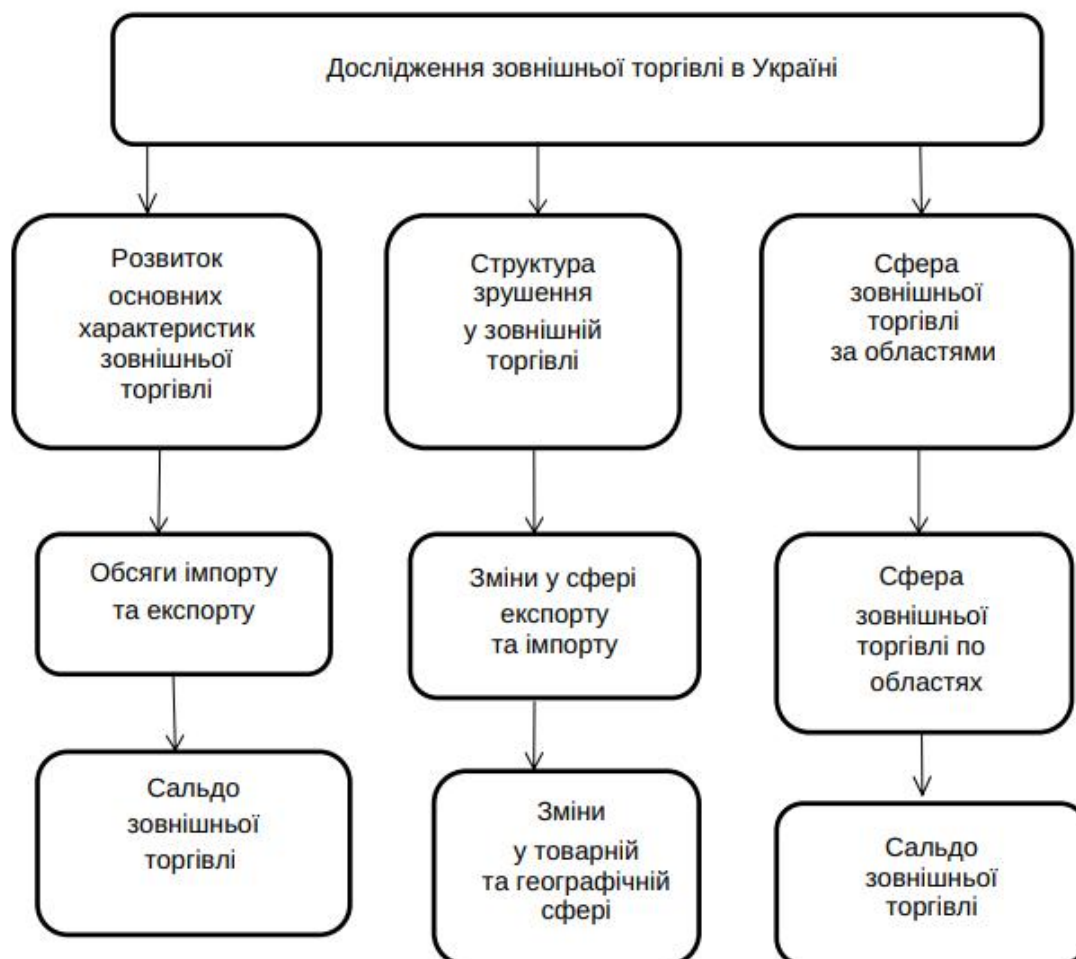 Дослідження зовнішньої торгівлі в Україні
Розвиток
основних
характеристик
зовнішньої
торгівлі
Структура
зрушення
у зовнішній
торгівлі
Сфера
зовнішньої
торгівлі
за областями
Обсяги імпорту
та експорту
Зміни у сфері
експорту
та імпорту
Сфера
зовнішньої
торгівлі по
областях
Сальдо
зовнішньої
торгівлі
Зміни
у товарній
та географічній
сфері
Сальдо
зовнішньої
торгівлі